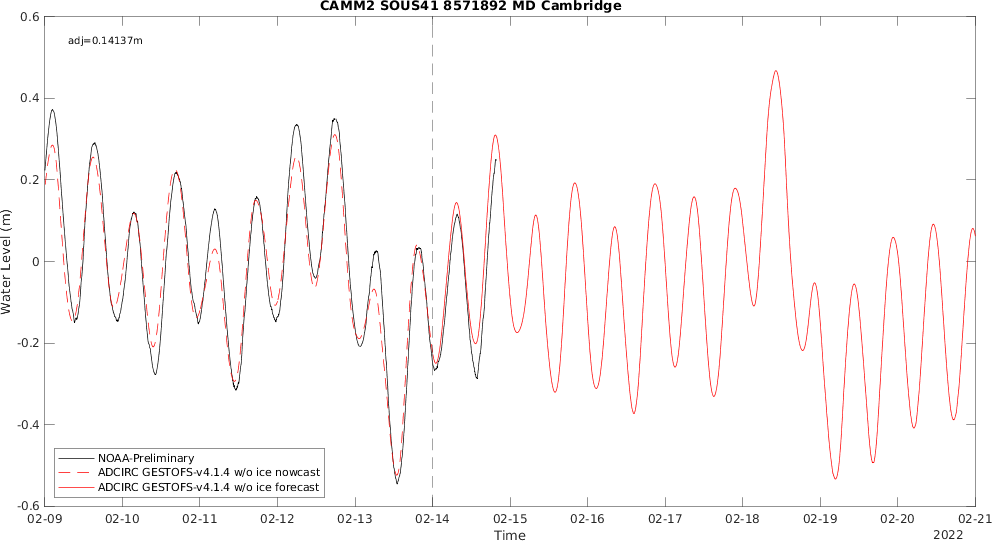 CAMM2 SOUS41 8571892 MD Cambridge
adj=0.14137m
0.6
0.4
0.2
0
-0.2
-0.4
-0.6
Water Level (m)
NOAA-Preliminary
ADCIRC GESTOFS-v4.1.4 w/o ice nowcast
ADCIRC GESTOFS-v4.1.4 w/o ice forecast
02-09 02-10 02-11 02-12 02-13 02-14 02-15 02-16 02-17 02-18 02-19 02-20 02-21
Time
2022